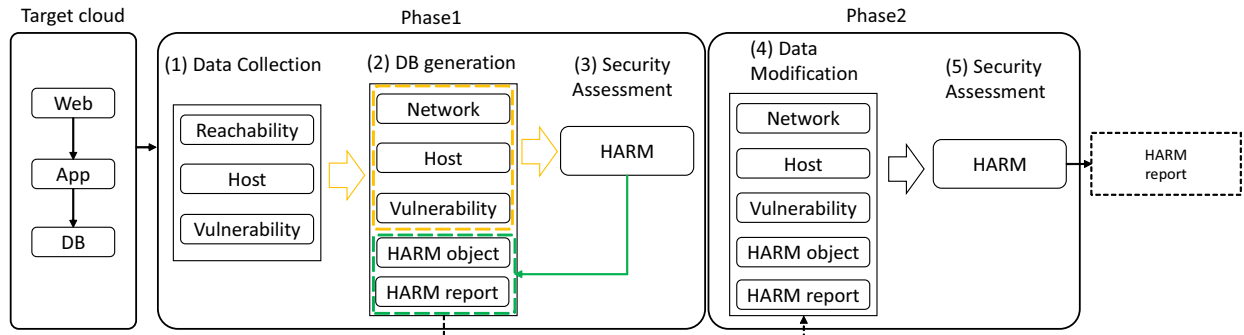 Target cloud
Web
App
DB
Phase1
(1) Data Collection
Reachability
Host
Vulnerability
(2) DB generation
Network
Host
Vulnerability
HARM object
HARM report
(3) Security
Assessment
HARM
Phase2
(4) Data
Modification
Network
Host
Vulnerability
HARM object
HARM report
(5) Security
Assessment
HARM
HARM
report